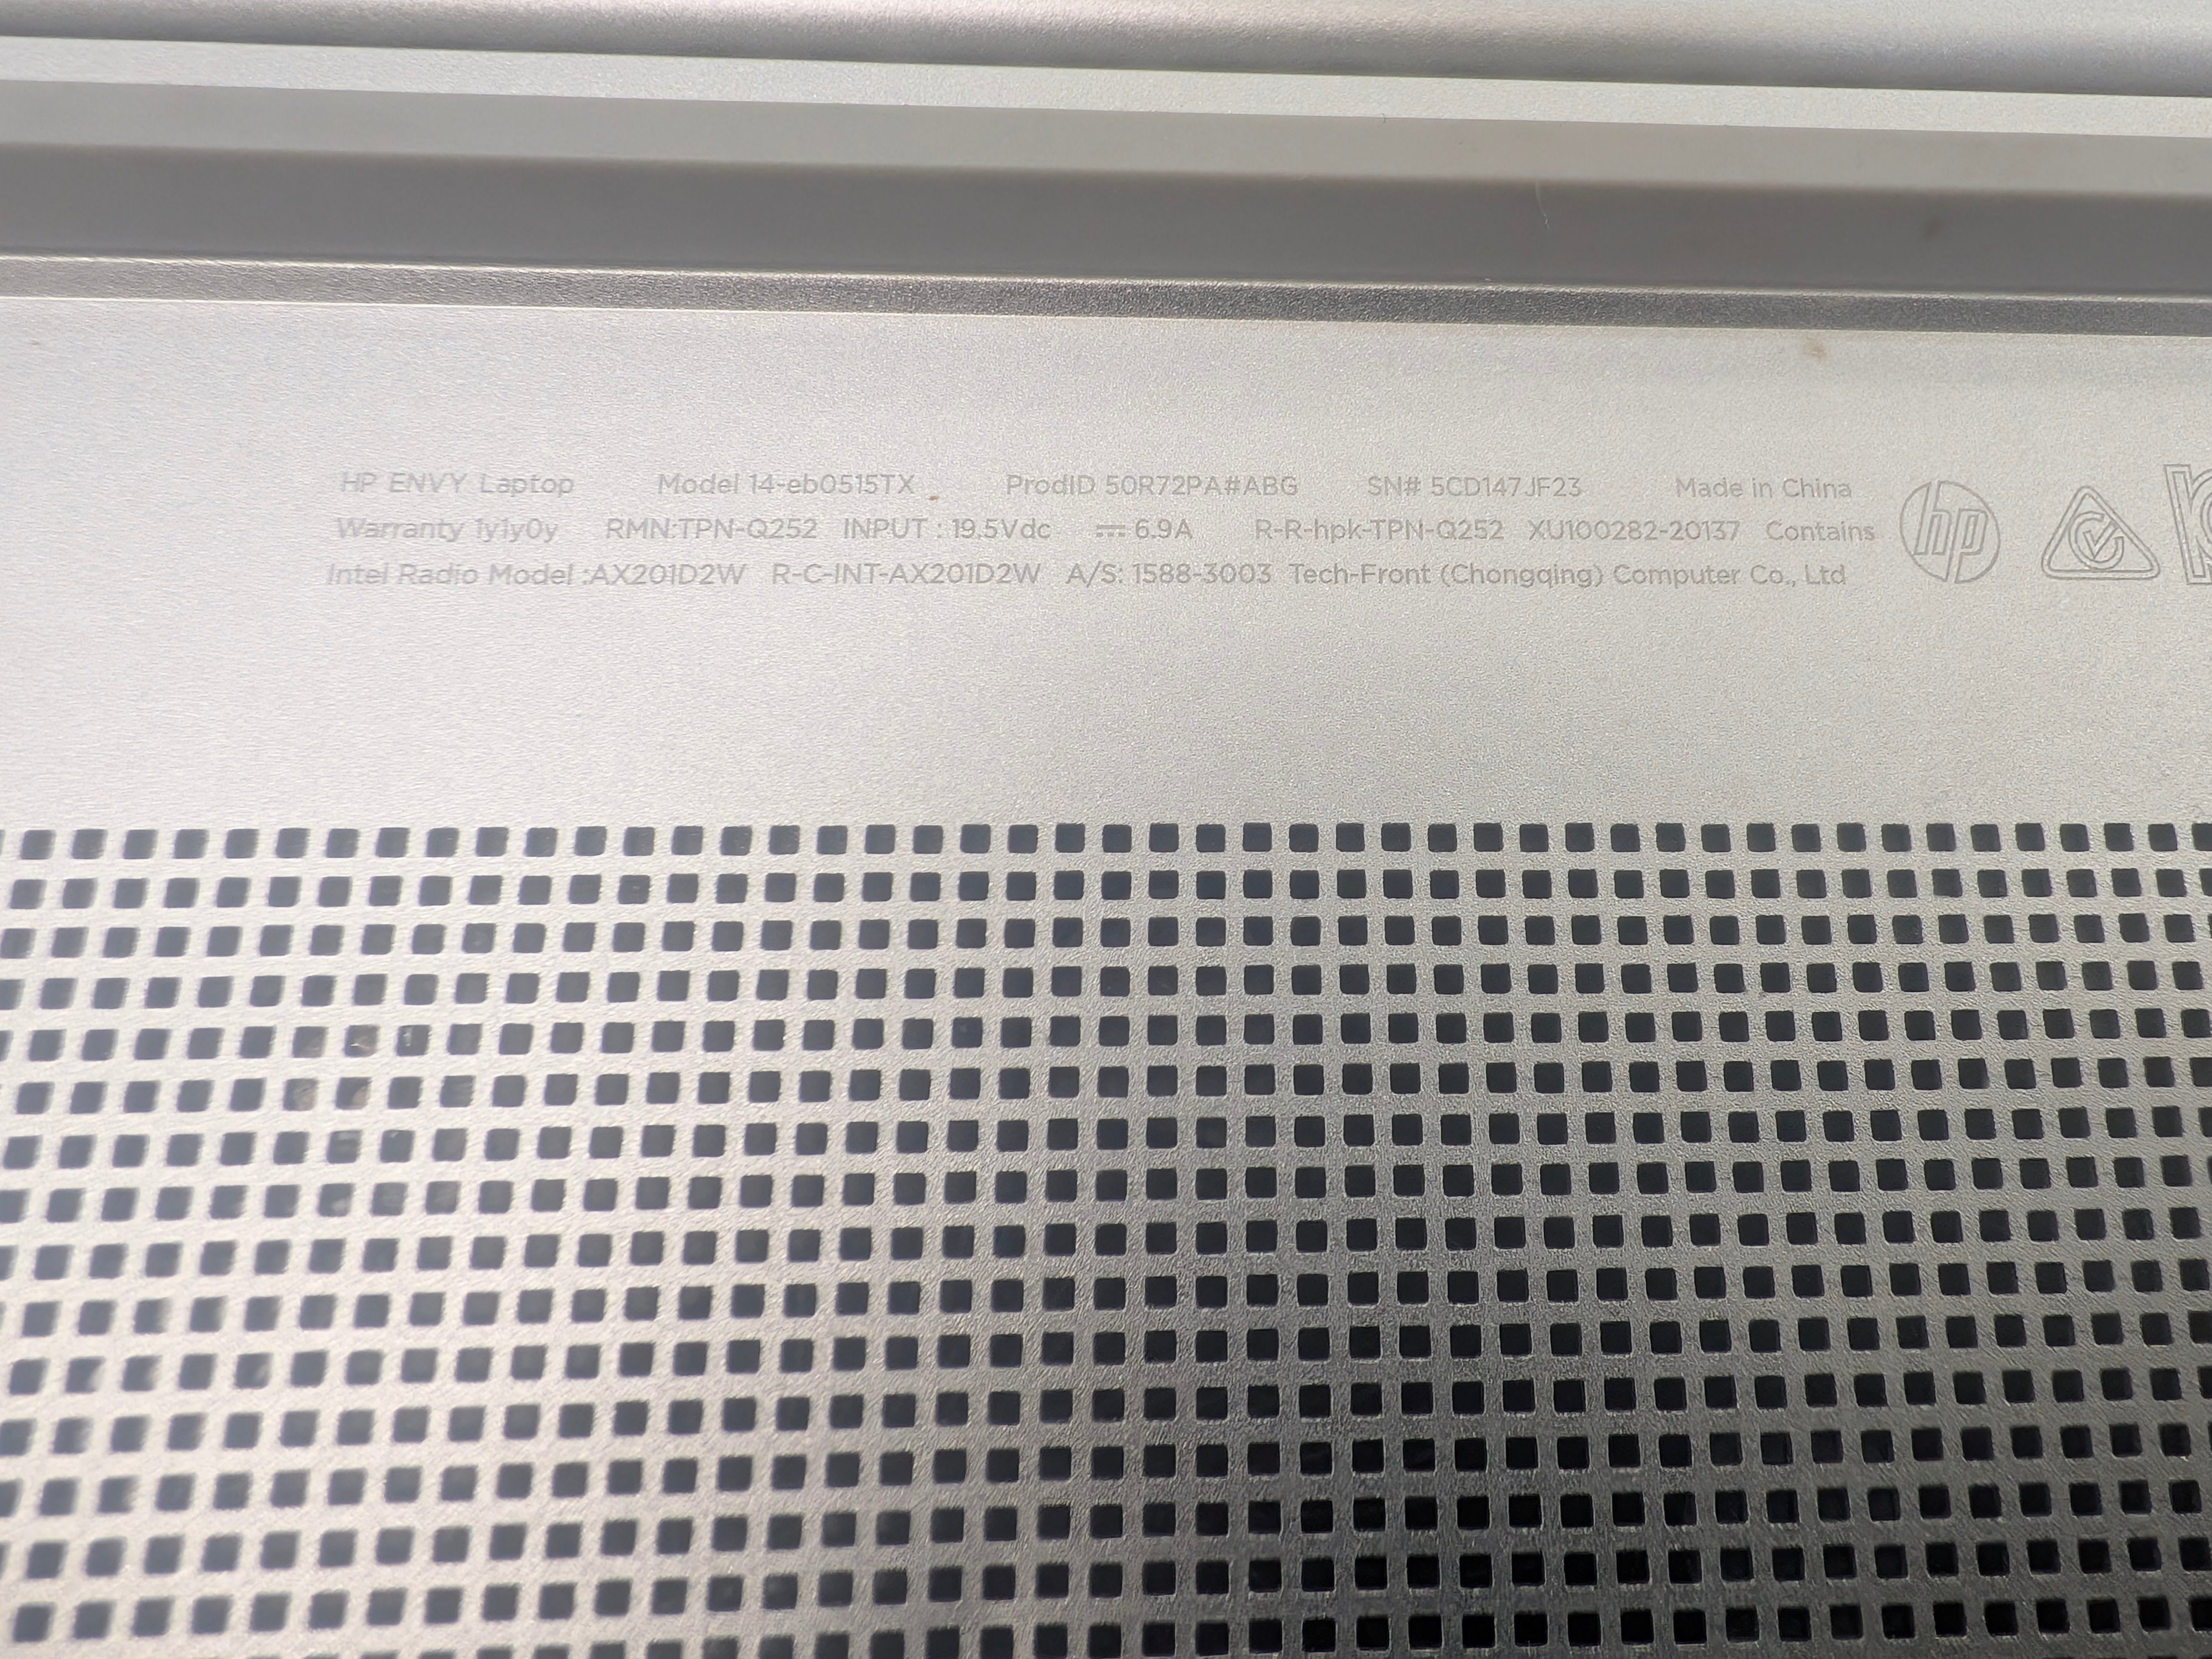 HP ENVY Laptop Model 14-eb0515TX ProdID 50R72PA#ABG SN# 5CD147JF23 Made in China
Warranty 1y1y0y RMN:TPN-Q252 INPUT : 19.5Vdc ⎓ 6.9A R-R-hpk-TPN-Q252 XU100282-20137 Contains
Intel Radio Model :AX201D2W R-C-INT-AX201D2W A/S: 1588-3003 Tech-Front (Chongqing) Computer Co., Ltd
hp